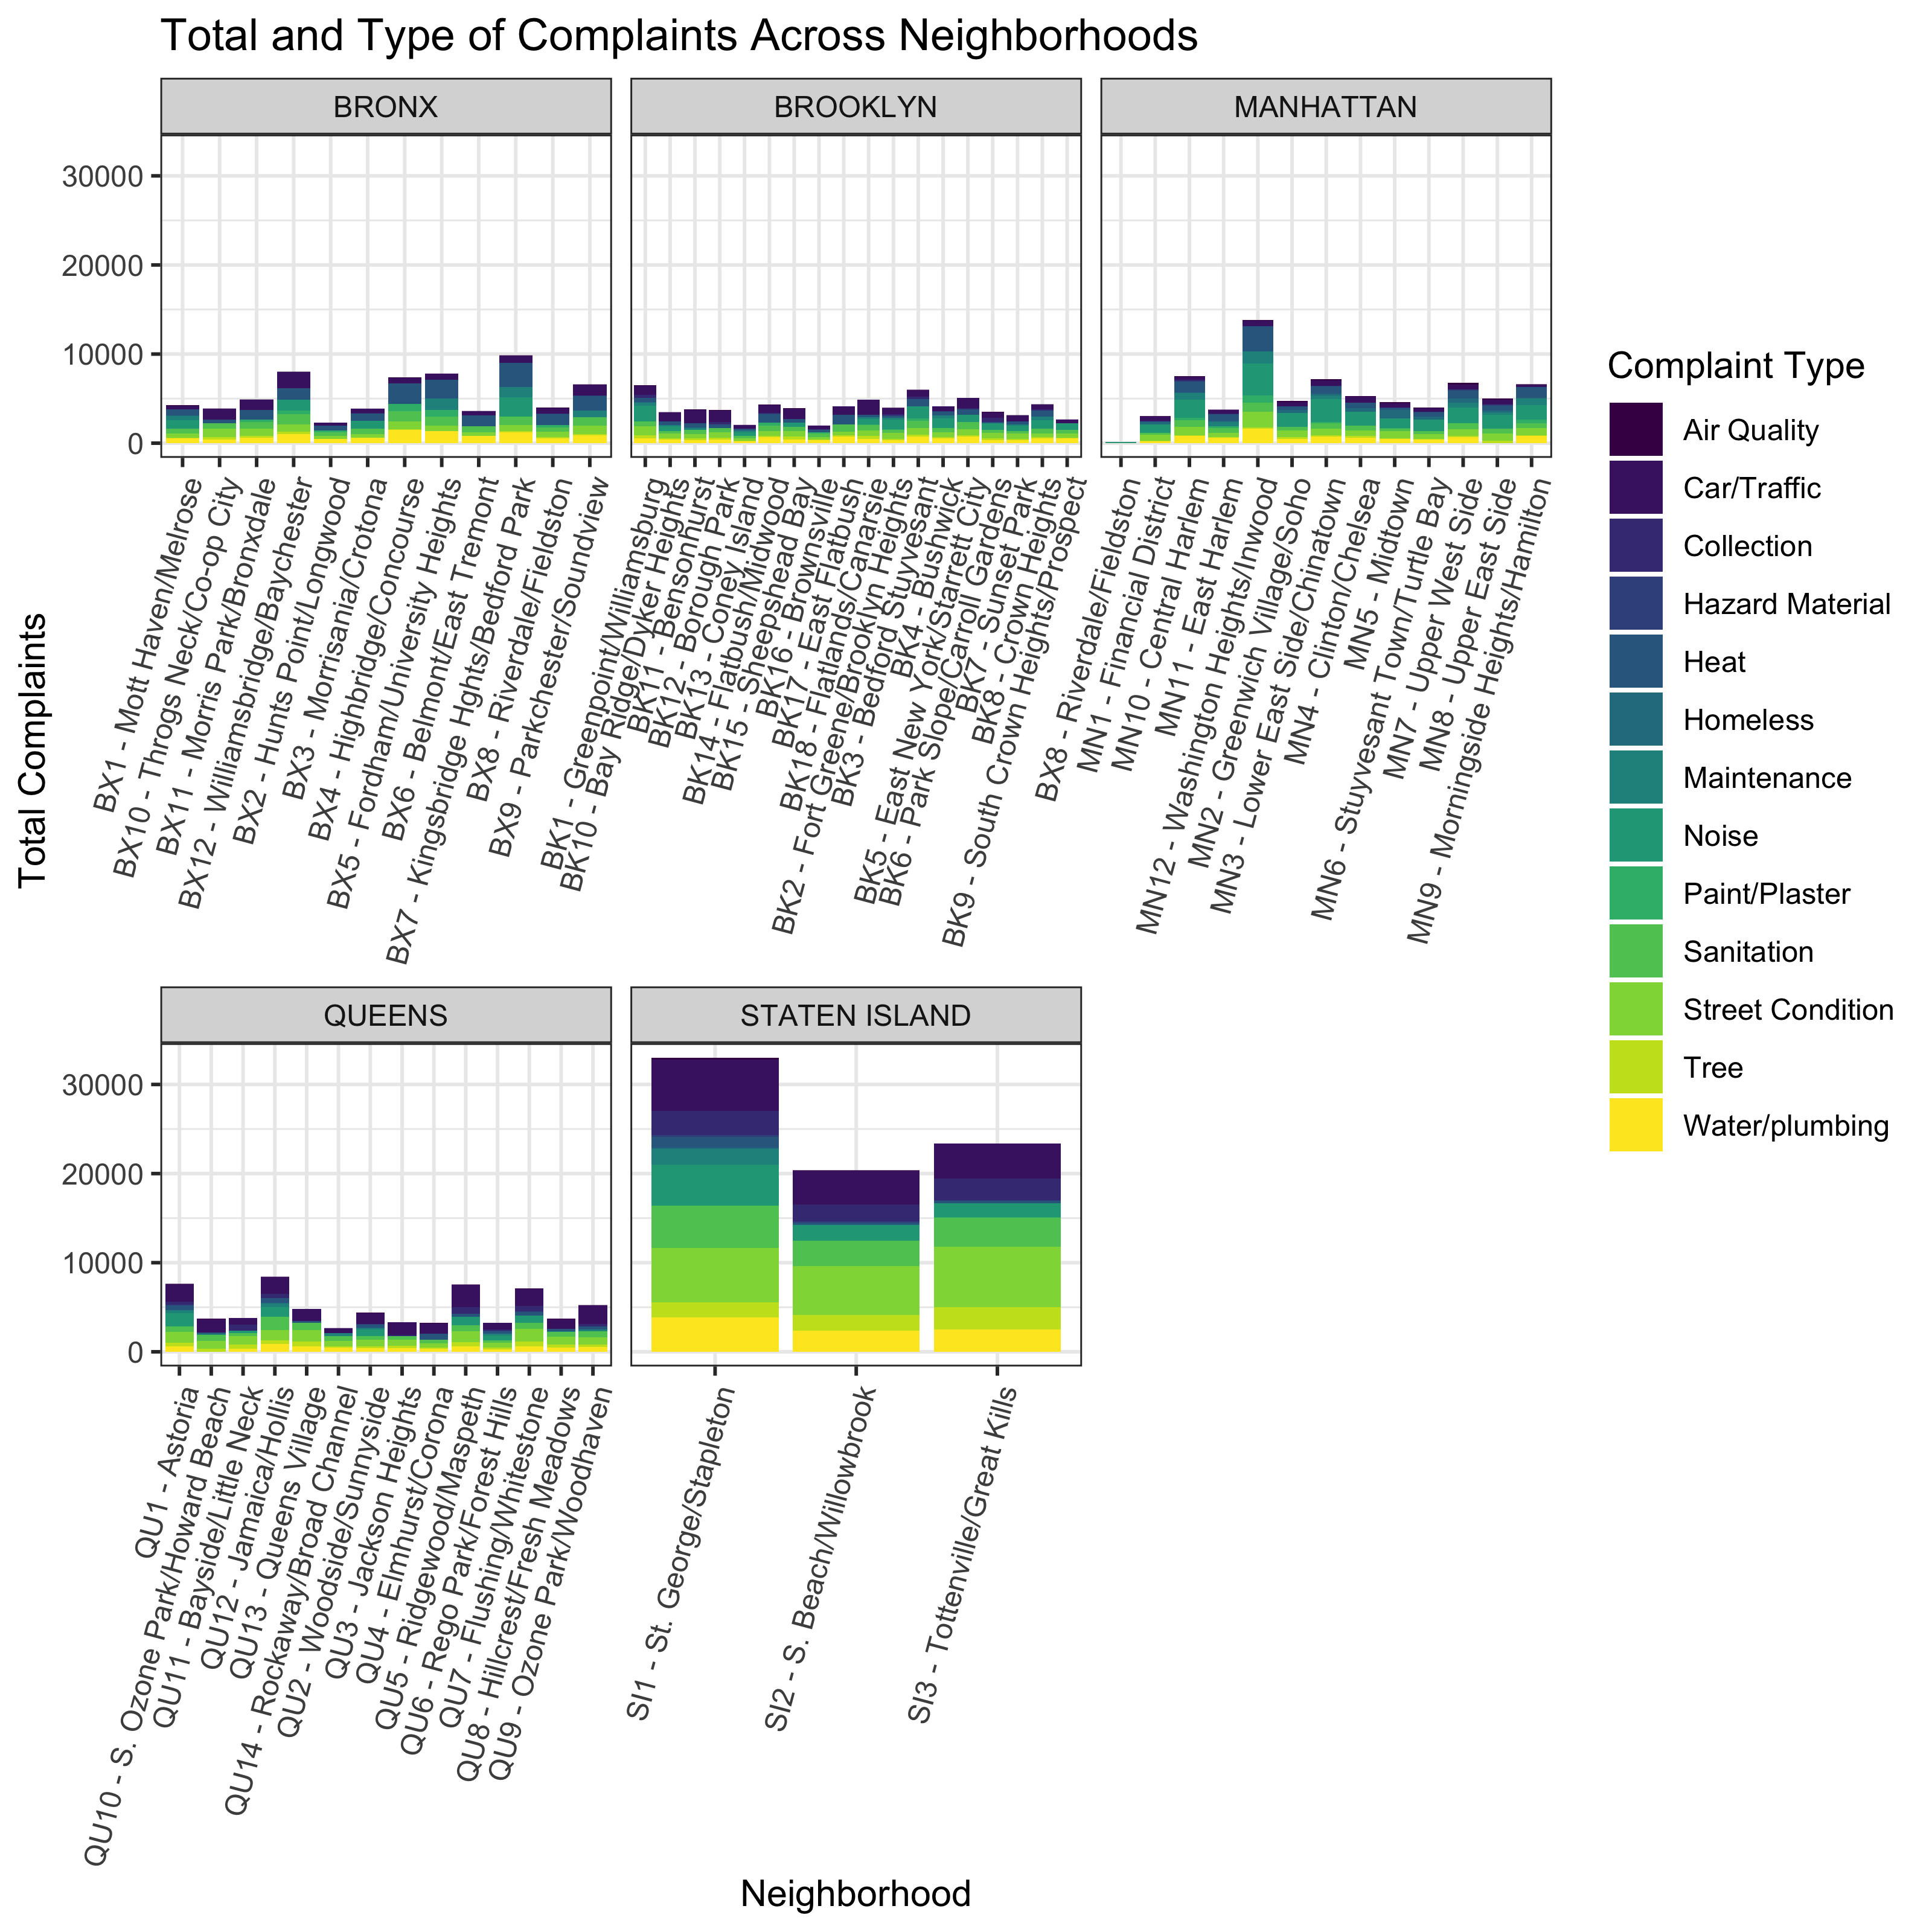 Total and Type of Complaints Across Neighborhoods
BRONX
BROOKLYN
MANHATTAN
30000
20000
10000
0
BX1 - Mott Haven/Melrose
BX10 - Throgs Neck/Co-op City
BX11 - Morris Park/Bronxdale
BX12 - Williamsbridge/Baychester
BX2 - Hunts Point/Longwood
BX3 - Morrisania/Crotona
BX4 - Highbridge/Concourse
BX5 - Fordham/University Heights
BX6 - Belmont/East Tremont
BX7 - Kingsbridge Hghts/Bedford Park
BX8 - Riverdale/Fieldston
BX9 - Parkchester/Soundview
BK1 - Greenpoint/Williamsburg
BK10 - Bay Ridge/Dyker Heights
BK11 - Bensonhurst
BK12 - Borough Park
BK13 - Coney Island
BK14 - Flatbush/Midwood
BK15 - Sheepshead Bay
BK16 - Brownsville
BK17 - East Flatbush
BK18 - Flatlands/Canarsie
BK2 - Fort Greene/Brooklyn Heights
BK3 - Bedford Stuyvesant
BK4 - Bushwick
BK5 - East New York/Starrett City
BK6 - Park Slope/Carroll Gardens
BK7 - Sunset Park
BK8 - Crown Heights
BK9 - South Crown Heights/Prospect
BX8 - Riverdale/Fieldston
MN1 - Financial District
MN10 - Central Harlem
MN11 - East Harlem
MN12 - Washington Heights/Inwood
MN2 - Greenwich Village/Soho
MN3 - Lower East Side/Chinatown
MN4 - Clinton/Chelsea
MN5 - Midtown
MN6 - Stuyvesant Town/Turtle Bay
MN7 - Upper West Side
MN8 - Upper East Side
MN9 - Morningside Heights/Hamilton
Total Complaints
QUEENS
STATEN ISLAND
30000
20000
10000
0
QU1 - Astoria
QU10 - S. Ozone Park/Howard Beach
QU11 - Bayside/Little Neck
QU12 - Jamaica/Hollis
QU13 - Queens Village
QU14 - Rockaway/Broad Channel
QU2 - Woodside/Sunnyside
QU3 - Jackson Heights
QU4 - Elmhurst/Corona
QU5 - Ridgewood/Maspeth
QU6 - Rego Park/Forest Hills
QU7 - Flushing/Whitestone
QU8 - Hillcrest/Fresh Meadows
QU9 - Ozone Park/Woodhaven
SI1 - St. George/Stapleton
SI2 - S. Beach/Willowbrook
SI3 - Tottenville/Great Kills
Neighborhood
Complaint Type
Air Quality
Car/Traffic
Collection
Hazard Material
Heat
Homeless
Maintenance
Noise
Paint/Plaster
Sanitation
Street Condition
Tree
Water/plumbing